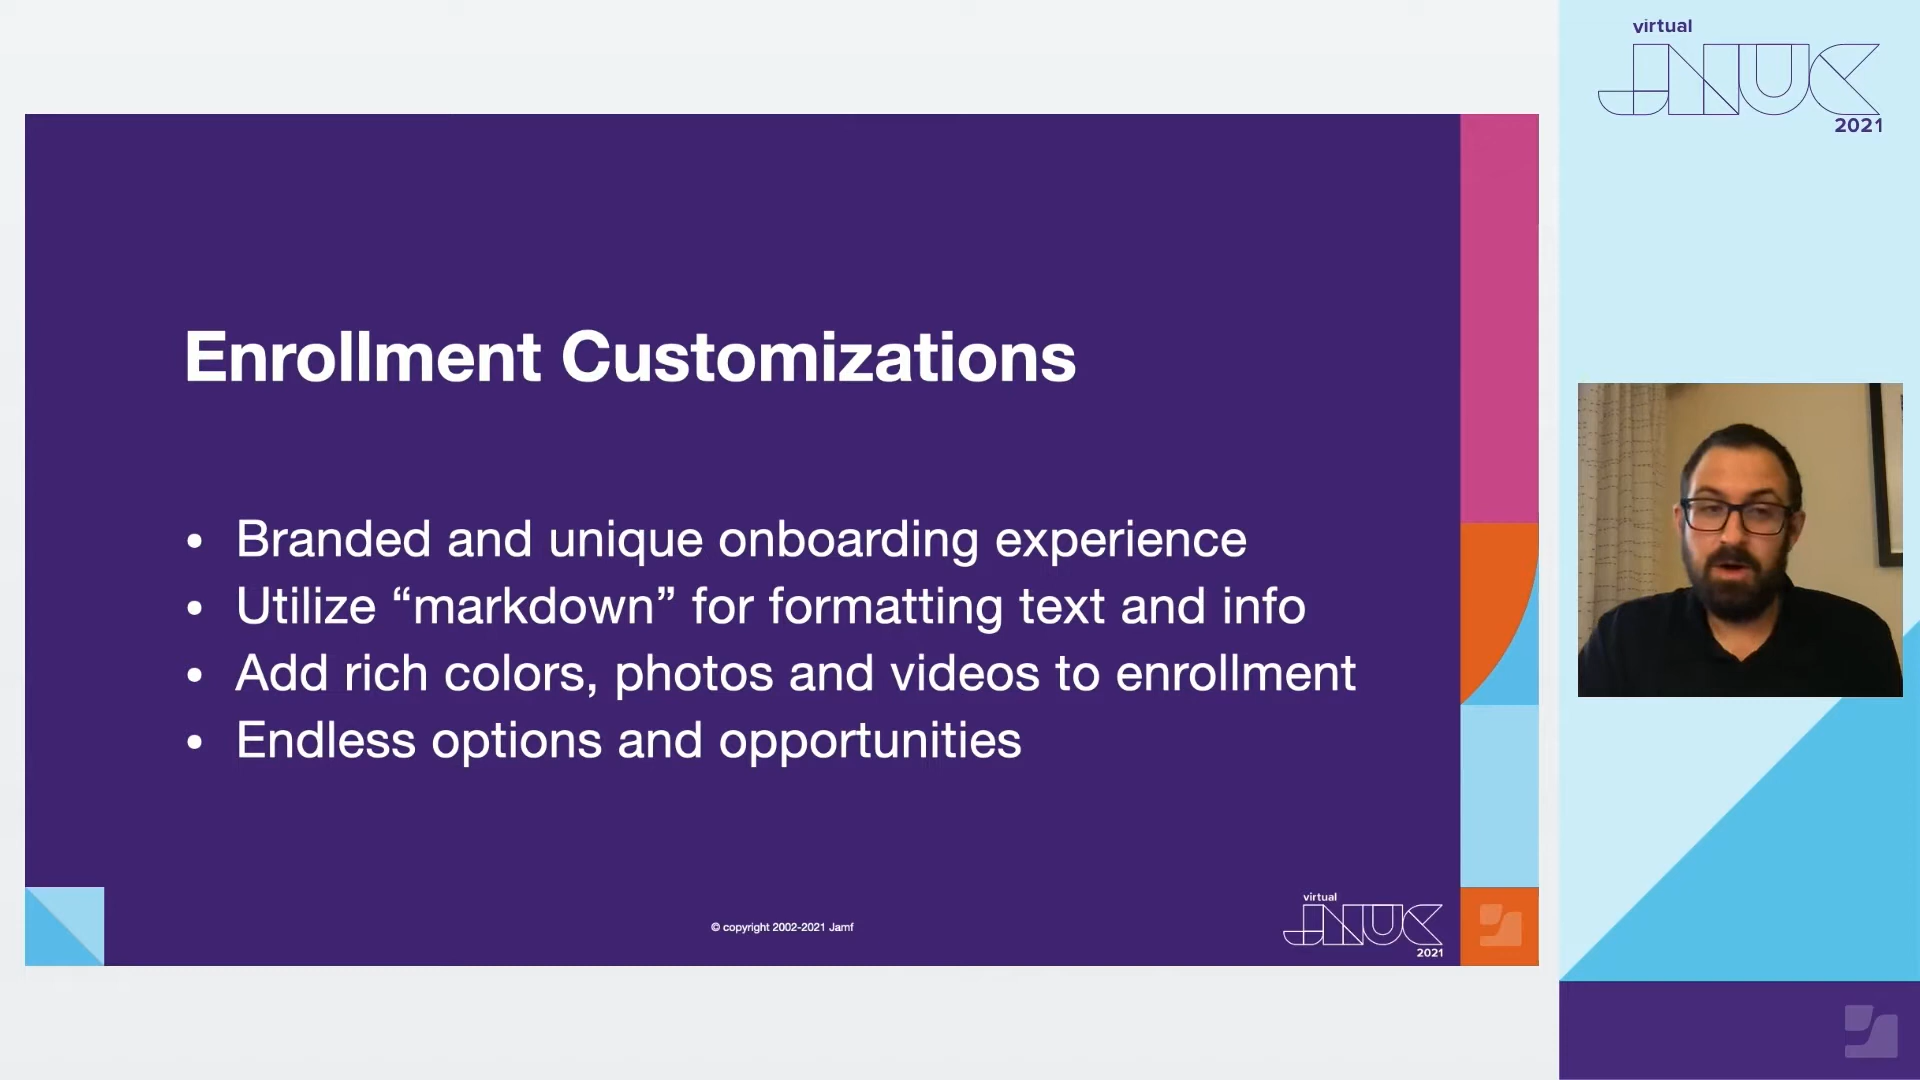 Enrollment Customizations
• Branded and unique onboarding experience
• Utilize “markdown” for formatting text and info
• Add rich colors, photos and videos to enrollment
• Endless options and opportunities
© copyright 2002-2021 Jamf
virtual
JNUC
2021
virtual
JNUC
2021